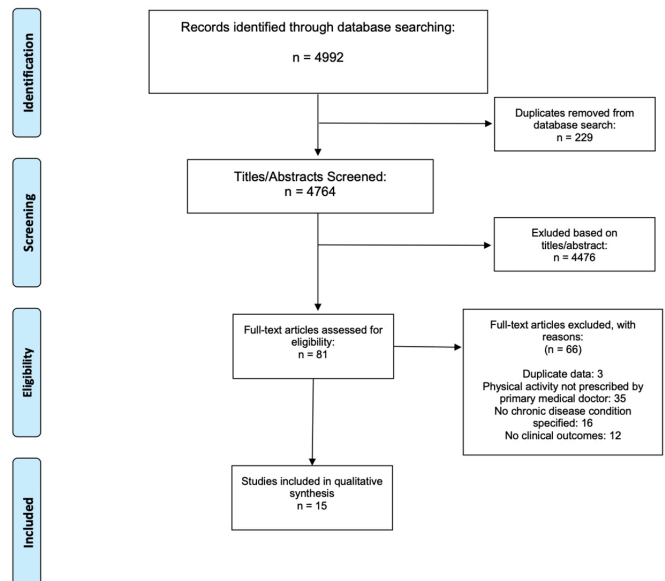 Identification
Records identified through database searching:
n = 4992
Duplicates removed from
database search:
n = 229
Screening
Titles/Abstracts Screened:
n = 4764
Exluded based on
titles/abstract:
n = 4476
Eligibility
Full-text articles assessed for
eligibility:
n = 81
Full-text articles excluded, with
reasons:
(n = 66)
Duplicate data: 3
Physical activity not prescribed by
primary medical doctor: 35
No chronic disease condition
specified: 16
No clinical outcomes: 12
Included
Studies included in qualitative
synthesis
n = 15